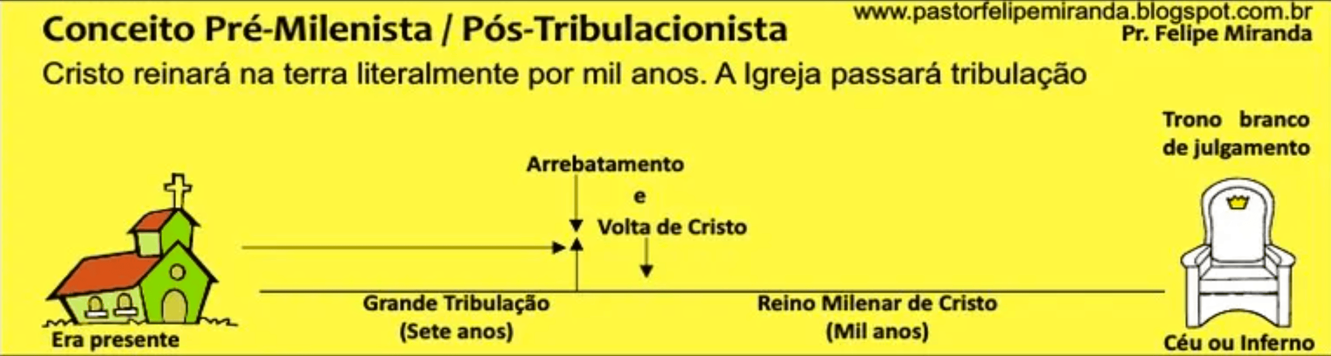 Conceito Pré-Milenista / Pós-Tribulacionista
www.pastorfelipemiranda.blogspot.com.br
Pr. Felipe Miranda
Cristo reinará na terra literalmente por mil anos. A Igreja passará tribulação
Trono branco
de julgamento
Arrebatamento
e
Volta de Cristo
Grande Tribulação
(Sete anos)
Reino Milenar de Cristo
(Mil anos)
Era presente
Céu ou Inferno